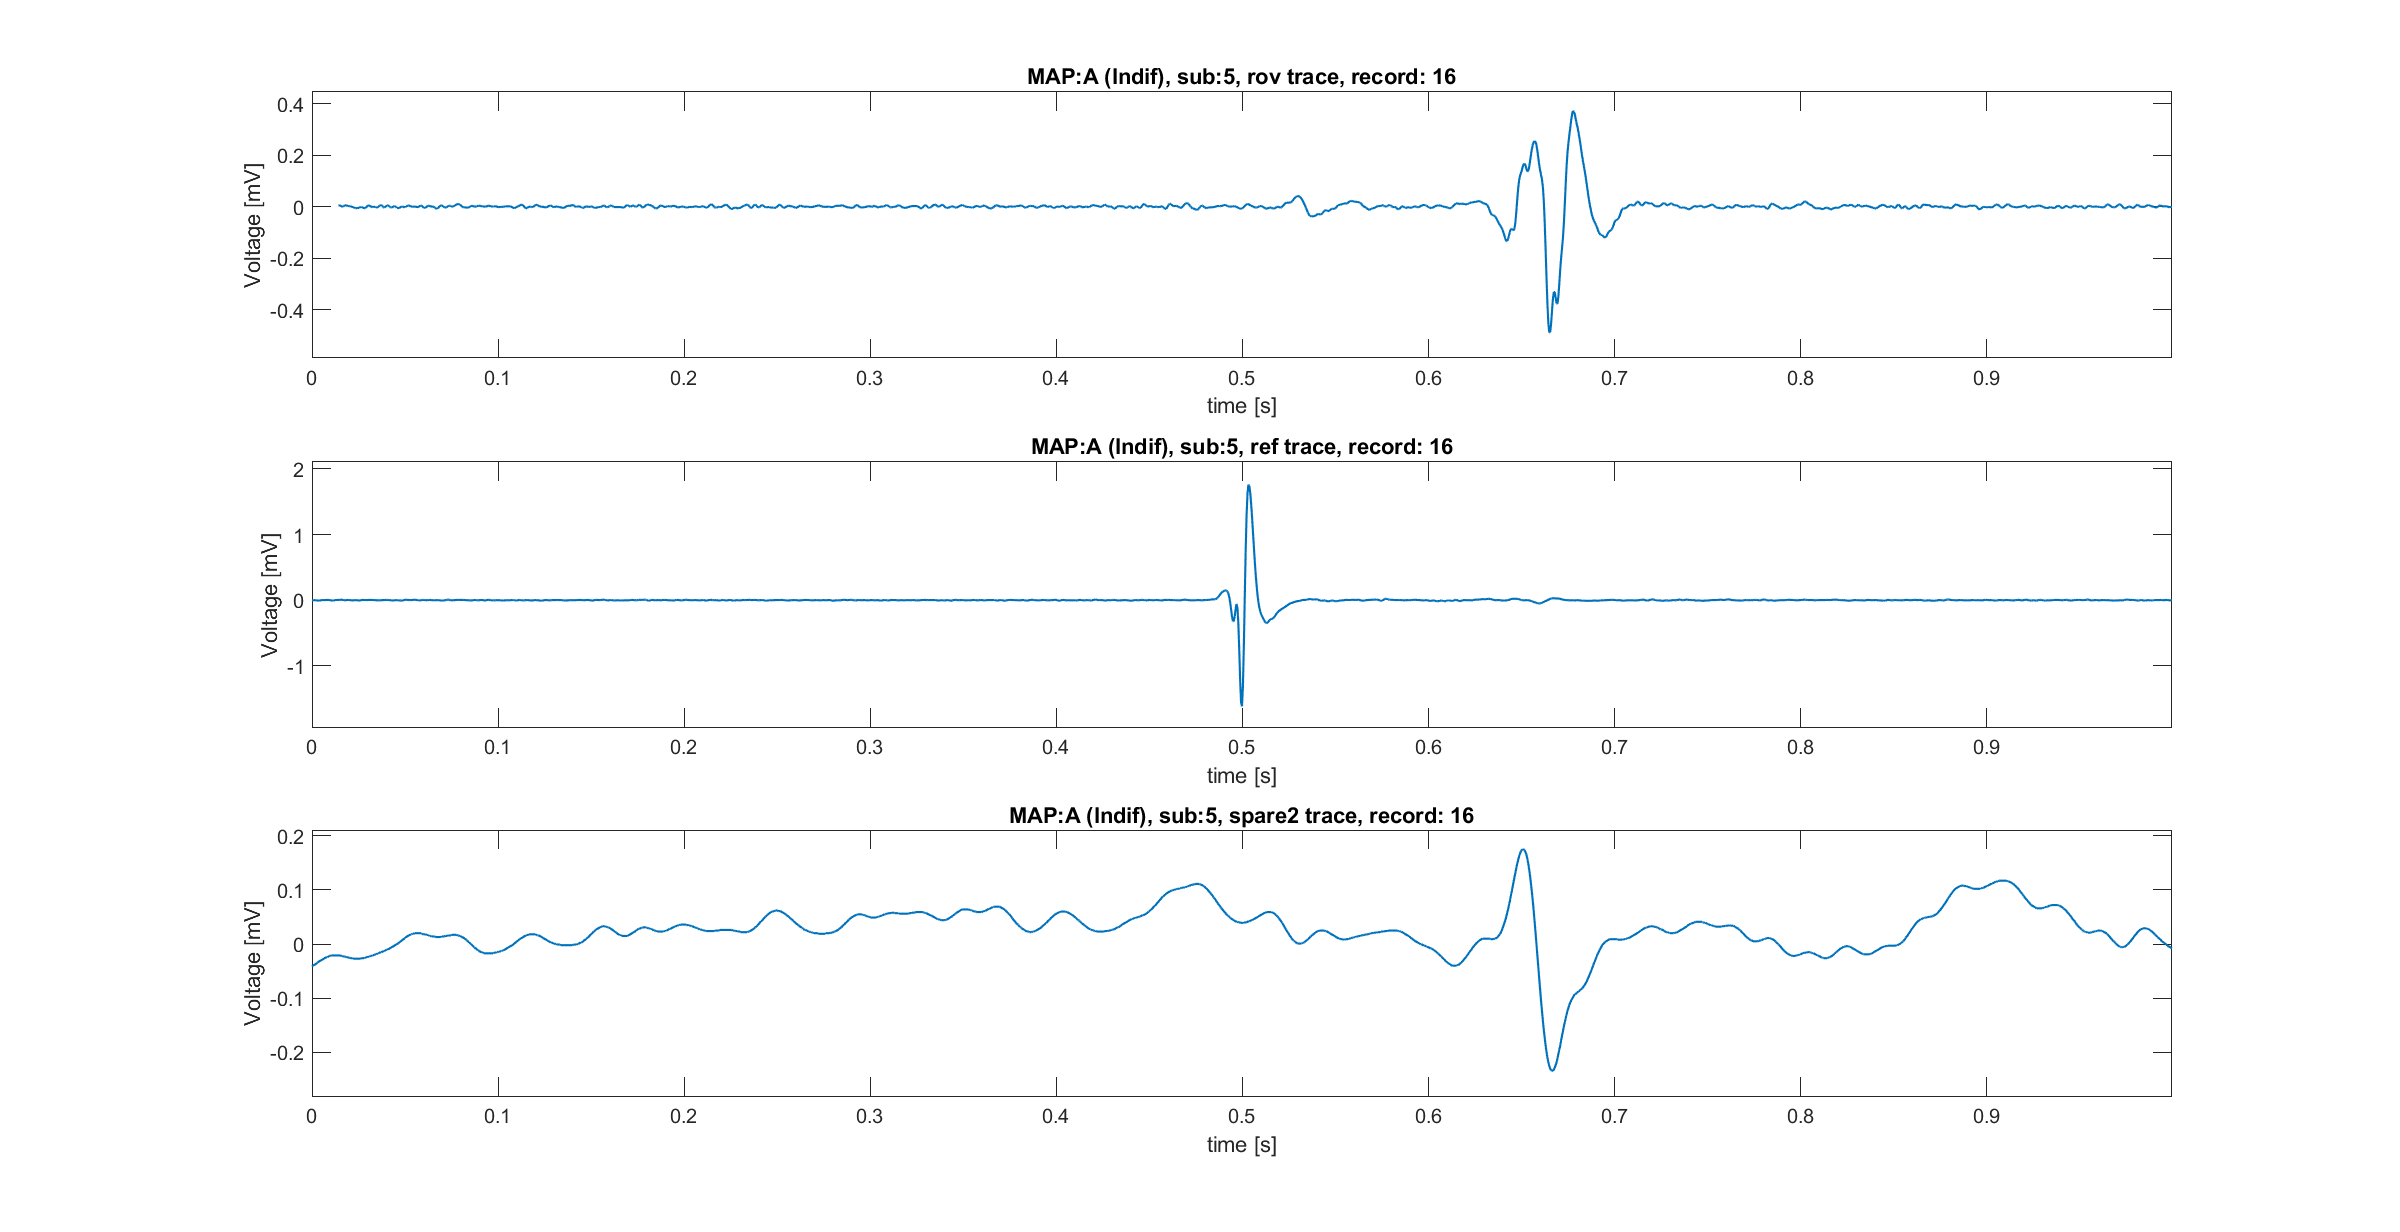 MAP:A (Indif), sub:5, rov trace, record: 16
0.4
0.2
0
-0.2
-0.4
Voltage [mV]
0 0.1 0.2 0.3 0.4 0.5 0.6 0.7 0.8 0.9
time [s]
MAP:A (Indif), sub:5, ref trace, record: 16
2
1
0
-1
Voltage [mV]
0 0.1 0.2 0.3 0.4 0.5 0.6 0.7 0.8 0.9
time [s]
MAP:A (Indif), sub:5, spare2 trace, record: 16
0.2
0.1
0
-0.1
-0.2
Voltage [mV]
0 0.1 0.2 0.3 0.4 0.5 0.6 0.7 0.8 0.9
time [s]